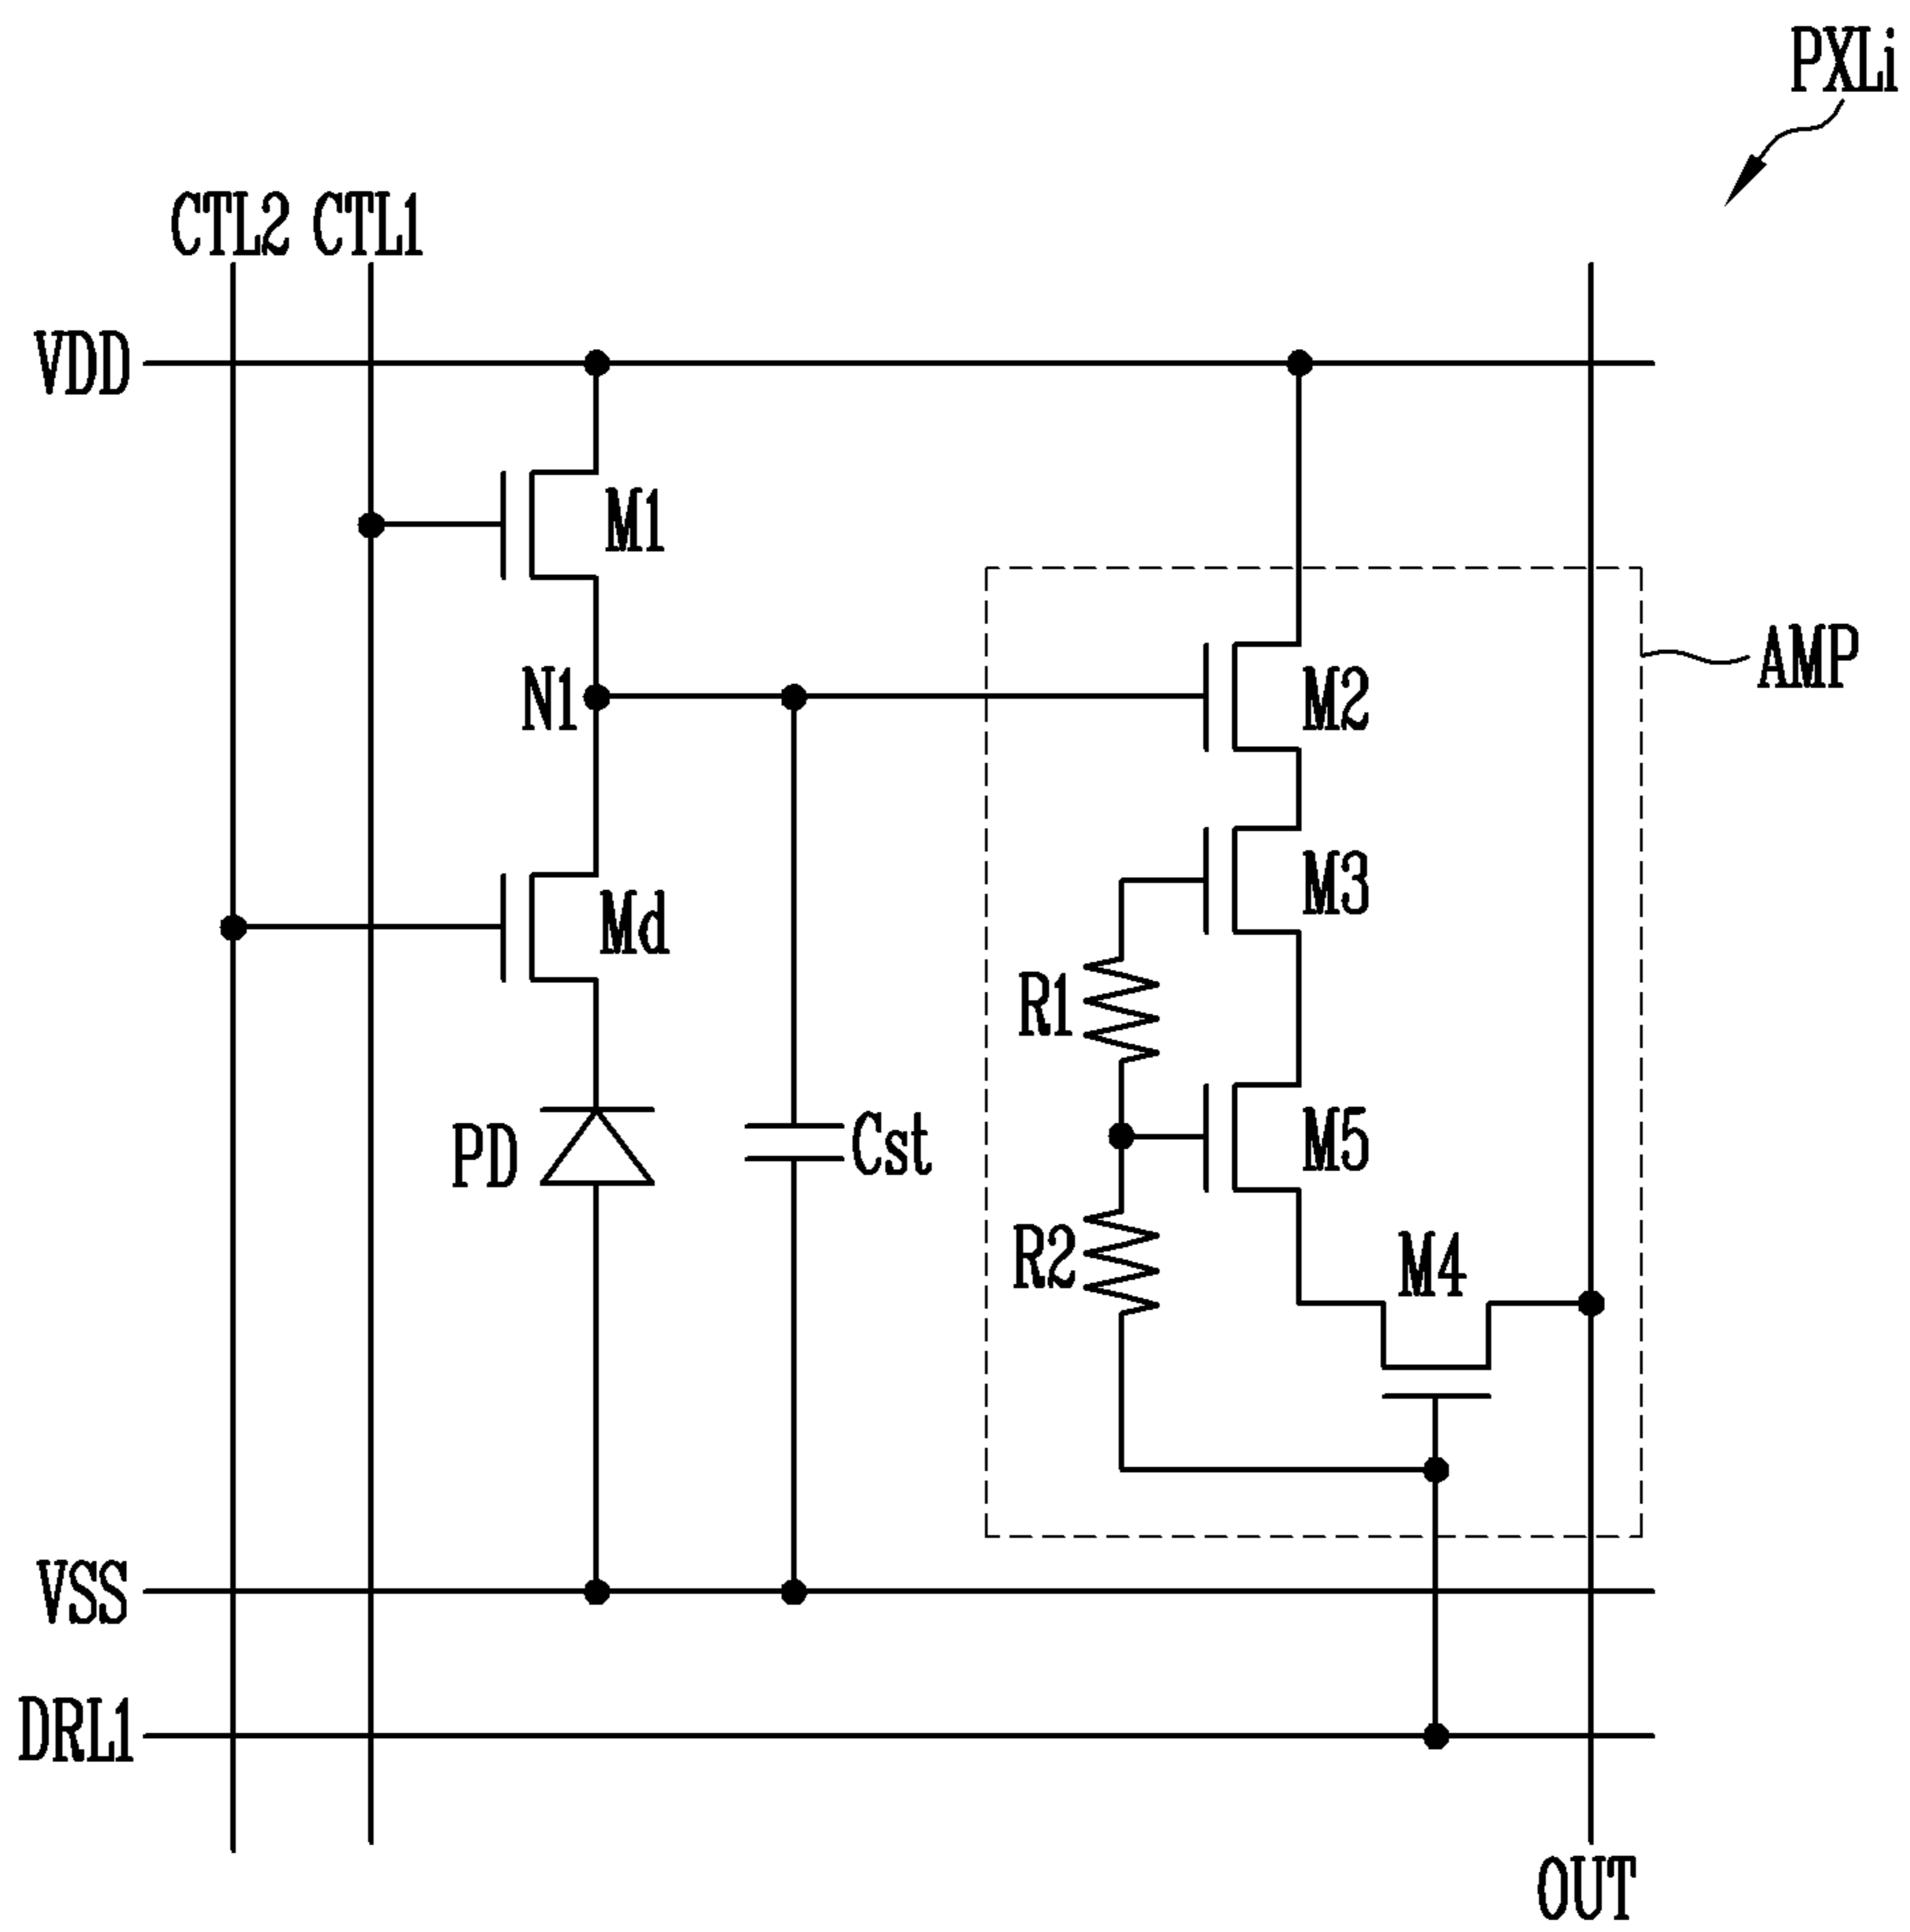 PXLi
CTL2 CTL1
VDD
M1
AMP
N1
M2
M3
Md
R1
M5
PD
Cst
R2
M4
VSS
DRL1
OUT